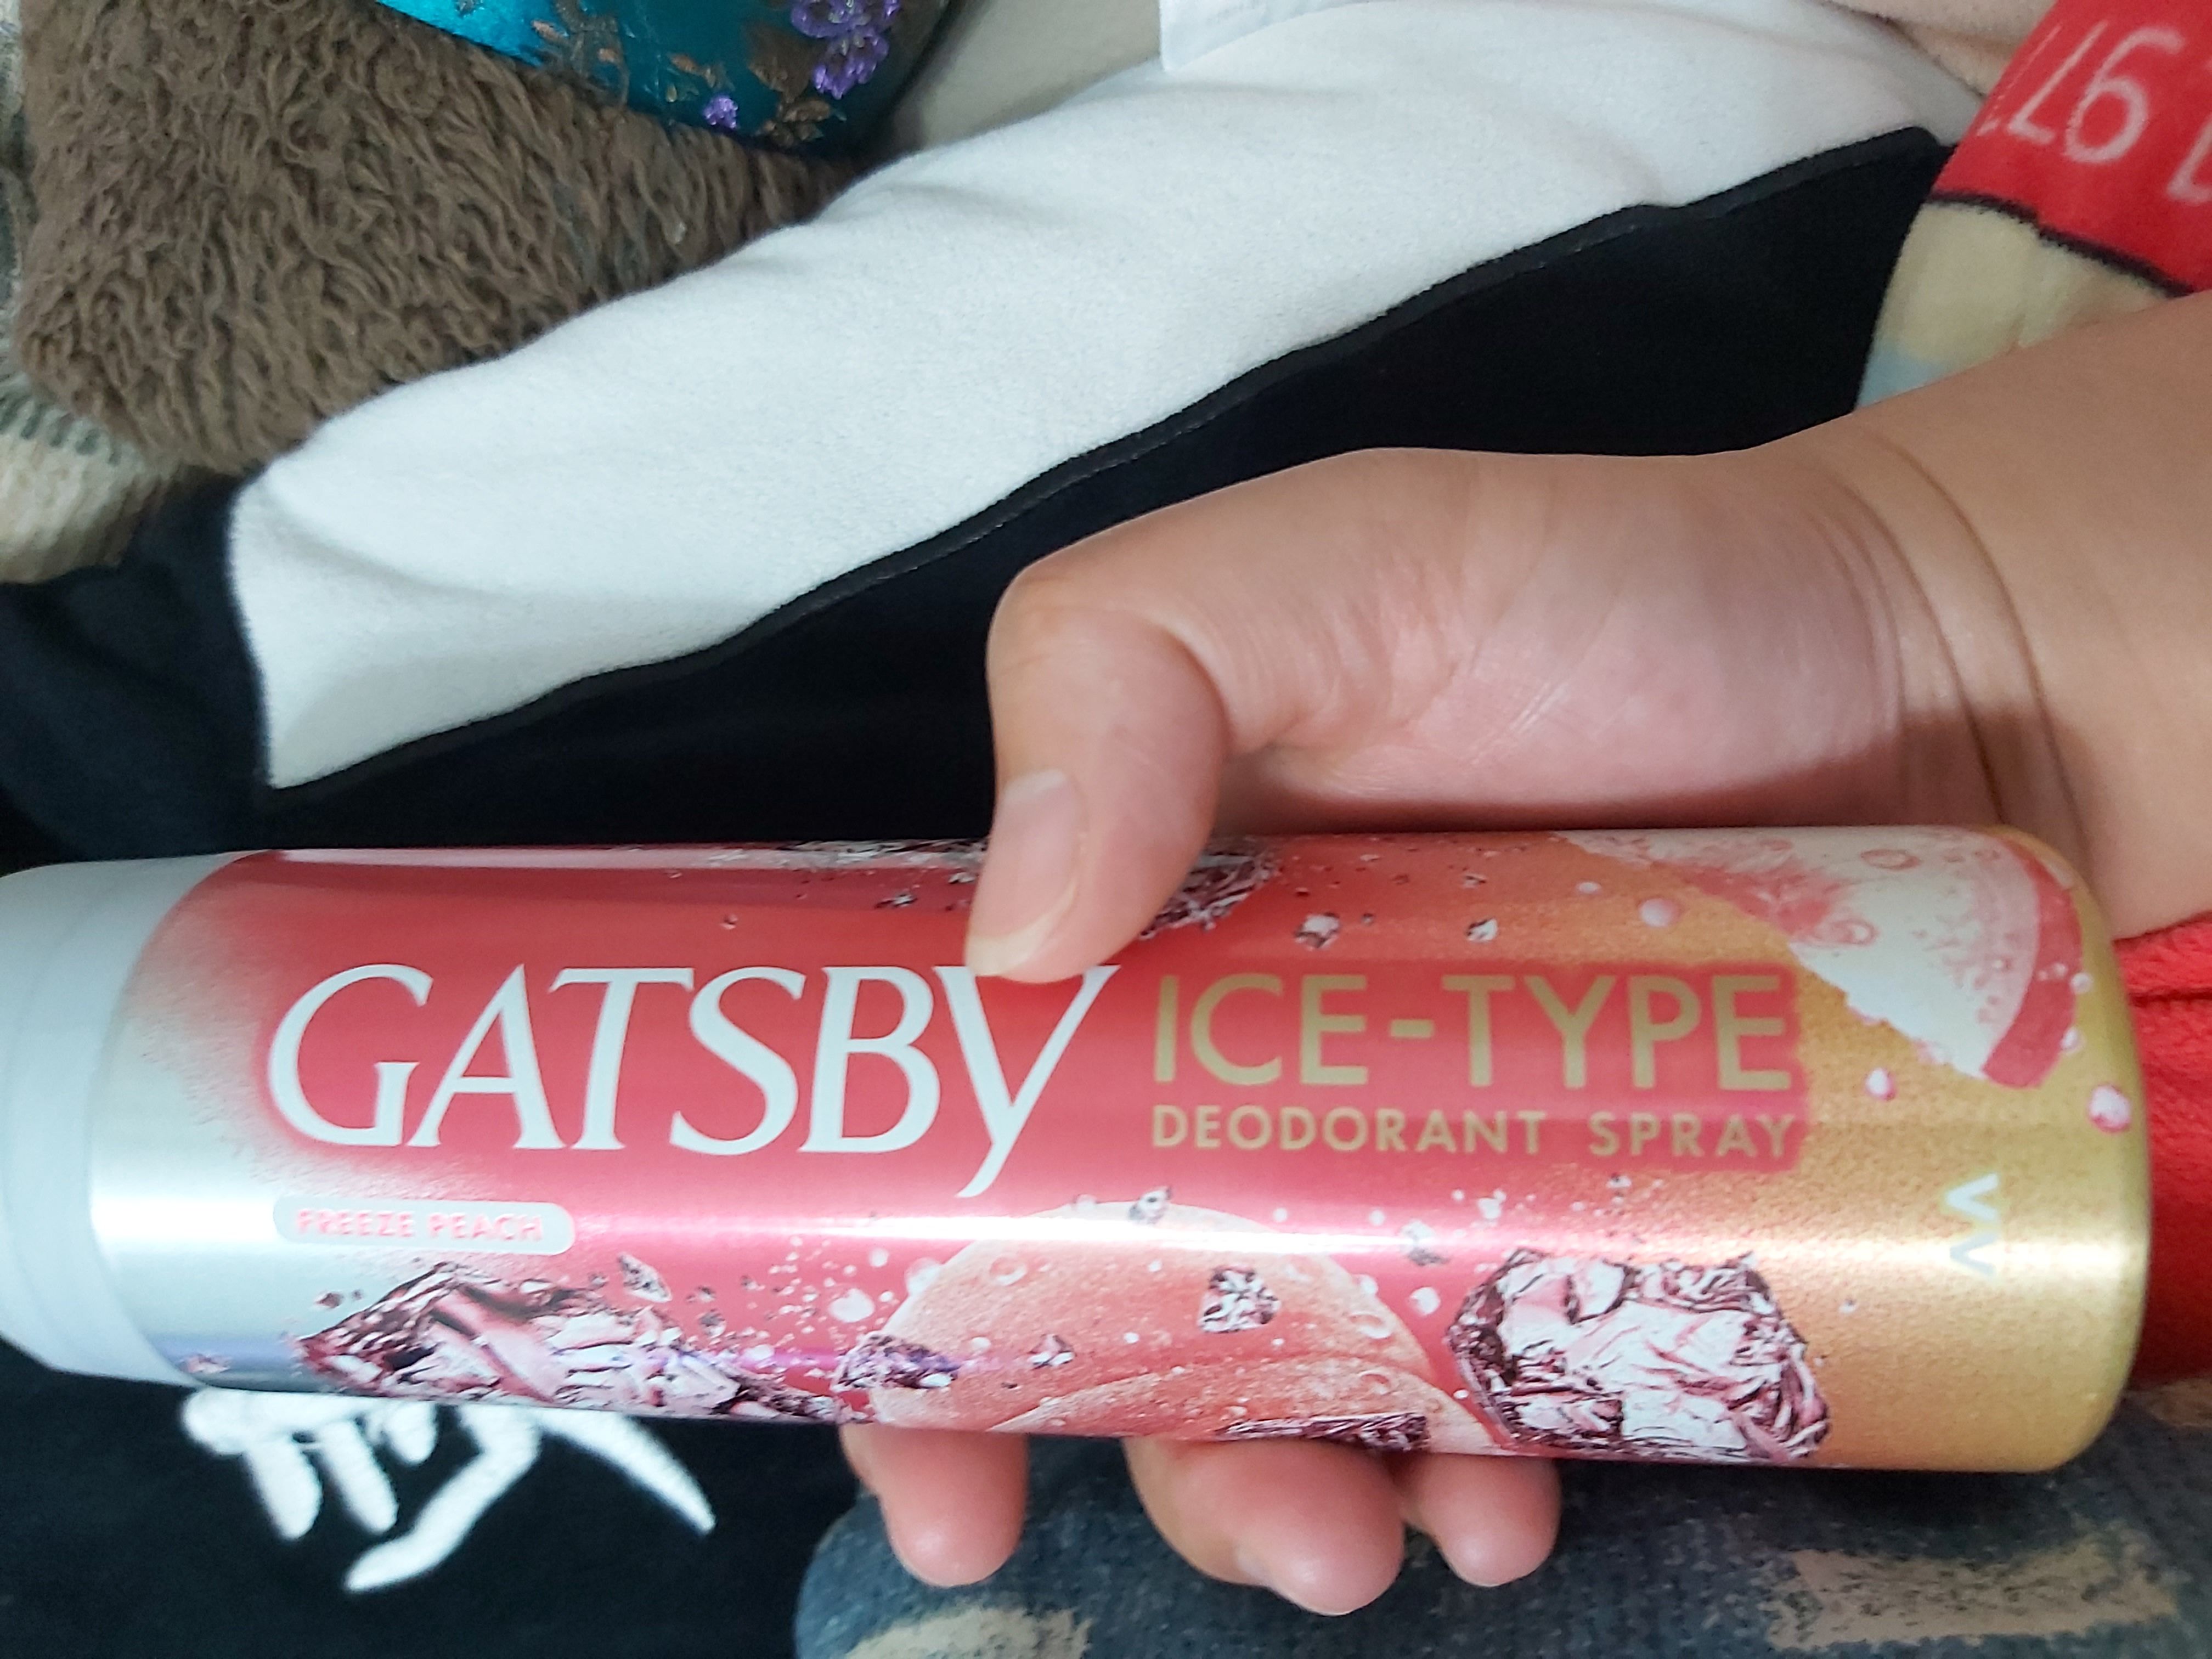 GATSBY
ICE-TYPE
DEODORANT SPRAY
FREEZE PEACH